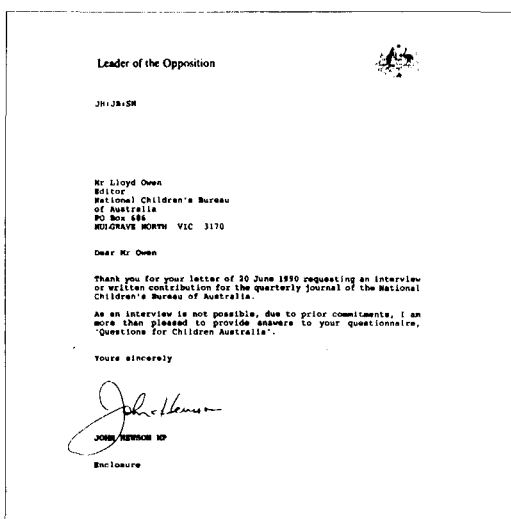 Leader of the Opposition
JH:JB:SM
Mr Lloyd Owen
Editor
National Children's Bureau
of Australia
PO Box 686
MULGRAVE NORTH VIC 3170
Dear Mr Owen
Thank you for your letter of 20 June 1990 requesting an interview
or written contribution for the quarterly journal of the National
Children's Bureau of Australia.
As an interview is not possible, due to prior commitments, I am
more than pleased to provide answers to your questionnaire,
'Questions for Children Australia'.
Yours sincerely
John Hewson
JOHN HEWSON MP
Enclosure